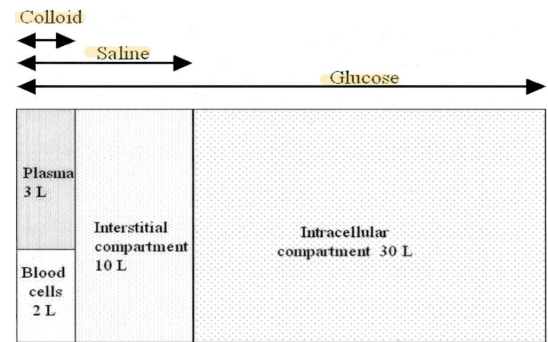 Colloid
Saline
Glucose
Plasma
3 L
Interstitial
compartment
10 L
Intracellular
compartment 30 L
Blood
cells
2 L